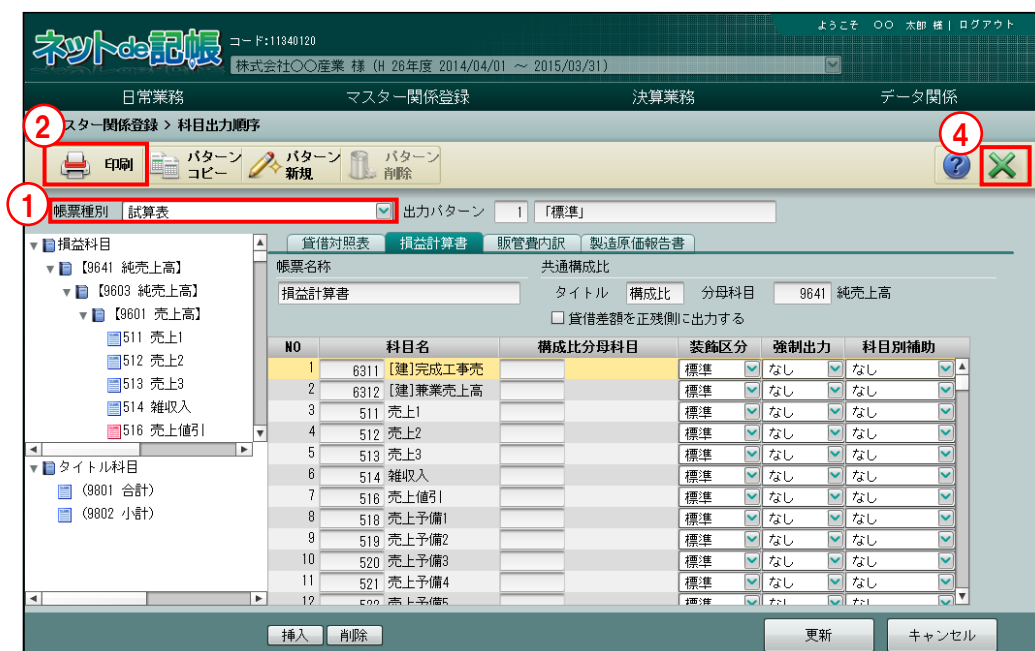 ようこそ 〇〇 太郎 様 | ログアウト
ネットde記帳 コード:11340120
株式会社〇〇産業 様 (H 26年度 2014/04/01 ～ 2015/03/31)
日常業務 マスター関係登録 決算業務 データ関係
② スター関係登録 > 科目出力順序 ④
印刷 パターンコピー パターン新規 パターン削除
① 帳票種別 試算表 出力パターン 1 「標準」
損益科目
【9641 純売上高】
【9603 純売上高】
【9601 売上高】
511 売上1
512 売上2
513 売上3
514 雑収入
516 売上値引
タイトル科目
(9801 合計)
(9802 小計)
貸借対照表 損益計算書 販管費内訳 製造原価報告書
帳票名称 共通構成比
損益計算書 タイトル 構成比 分母科目 9641 純売上高
貸借差額を正残側に出力する
NO 科目名 構成比分母科目 装飾区分 強制出力 科目別補助
1 6311 [建]完成工事売 標準 なし なし
2 6312 [建]兼業売上高 標準 なし なし
3 511 売上1 標準 なし なし
4 512 売上2 標準 なし なし
5 513 売上3 標準 なし なし
6 514 雑収入 標準 なし なし
7 516 売上値引 標準 なし なし
8 518 売上予備1 標準 なし なし
9 519 売上予備2 標準 なし なし
10 520 売上予備3 標準 なし なし
11 521 売上予備4 標準 なし なし
12 522 売上予備5 標準 なし なし
挿入 削除 更新 キャンセル